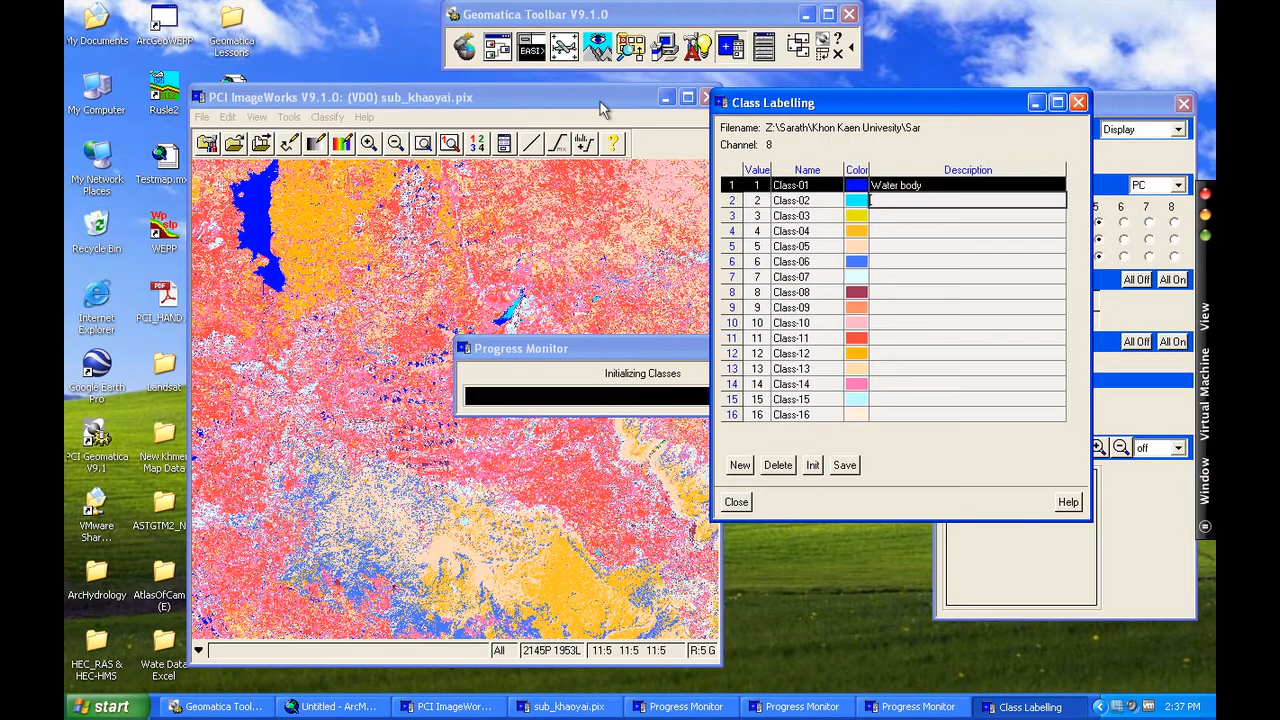 My Documents
ArcGeoWEPP
Geomatica
Lessons
Geomatica Toolbar V9.1.0
EASI>
My Computer
Rusle2
My Network
Places
Testmap.mx
Recycle Bin
WEPP
Internet
Explorer
PCI_HAND
Google Earth
Pro
Landsat
PCI Geomatica
V9.1
New.Khmer
Map Data
VMware
Shar...
ASTGTM2_N
ArcHydrology
AtlasOfCam
(E)
HEC_RAS &
HEC-HMS
Wate Data
Excel
PCI ImageWorks V9.1.0: (VD0) sub_khaoyai.pix
File Edit View Tools Classify Help
All 2145P 1953L 11:5 11:5 11:5 R:5 G
Progress Monitor
Initializing Classes
Class Labelling
Filename: Z:\Sarath\Khon Kaen Univesity\Sar
Channel: 8
Value Name Color Description
1 1 Class-01 Water body
2 2 Class-02
3 3 Class-03
4 4 Class-04
5 5 Class-05
6 6 Class-06
7 7 Class-07
8 8 Class-08
9 9 Class-09
10 10 Class-10
11 11 Class-11
12 12 Class-12
13 13 Class-13
14 14 Class-14
15 15 Class-15
16 16 Class-16
New Delete Init Save
Close Help
Display
PC
5 6 7 8
All Off All On
All Off All On
off
View
Virtual Machine
Window
start
Geomatica Tool...
Untitled - ArcM...
PCI ImageWor...
sub_khaoyai.pix
Progress Monitor
Progress Monitor
Progress Monitor
Class Labelling
2:37 PM